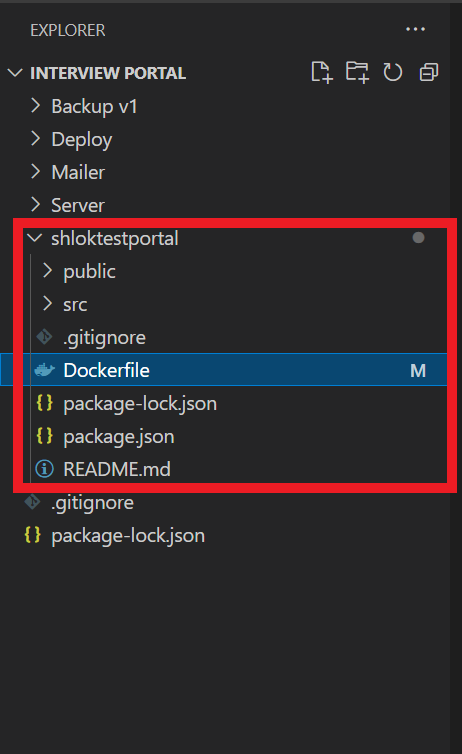 EXPLORER
INTERVIEW PORTAL
Backup v1
Deploy
Mailer
Server
shloktestportal
public
src
.gitignore
Dockerfile M
package-lock.json
package.json
README.md
.gitignore
package-lock.json